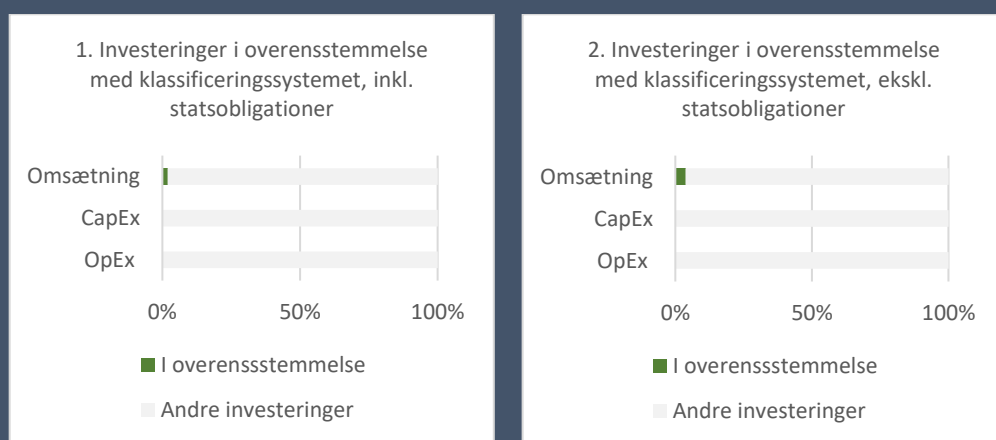 1. Investeringer i overensstemmelse
med klassificeringssystemet, inkl.
statsobligationer
Omsætning
CapEx
OpEx
0% 50% 100%
I overenssstemmelse
Andre investeringer
2. Investeringer i overensstemmelse
med klassificeringssystemet, ekskl.
statsobligationer
Omsætning
CapEx
OpEx
0% 50% 100%
I overenssstemmelse
Andre investeringer